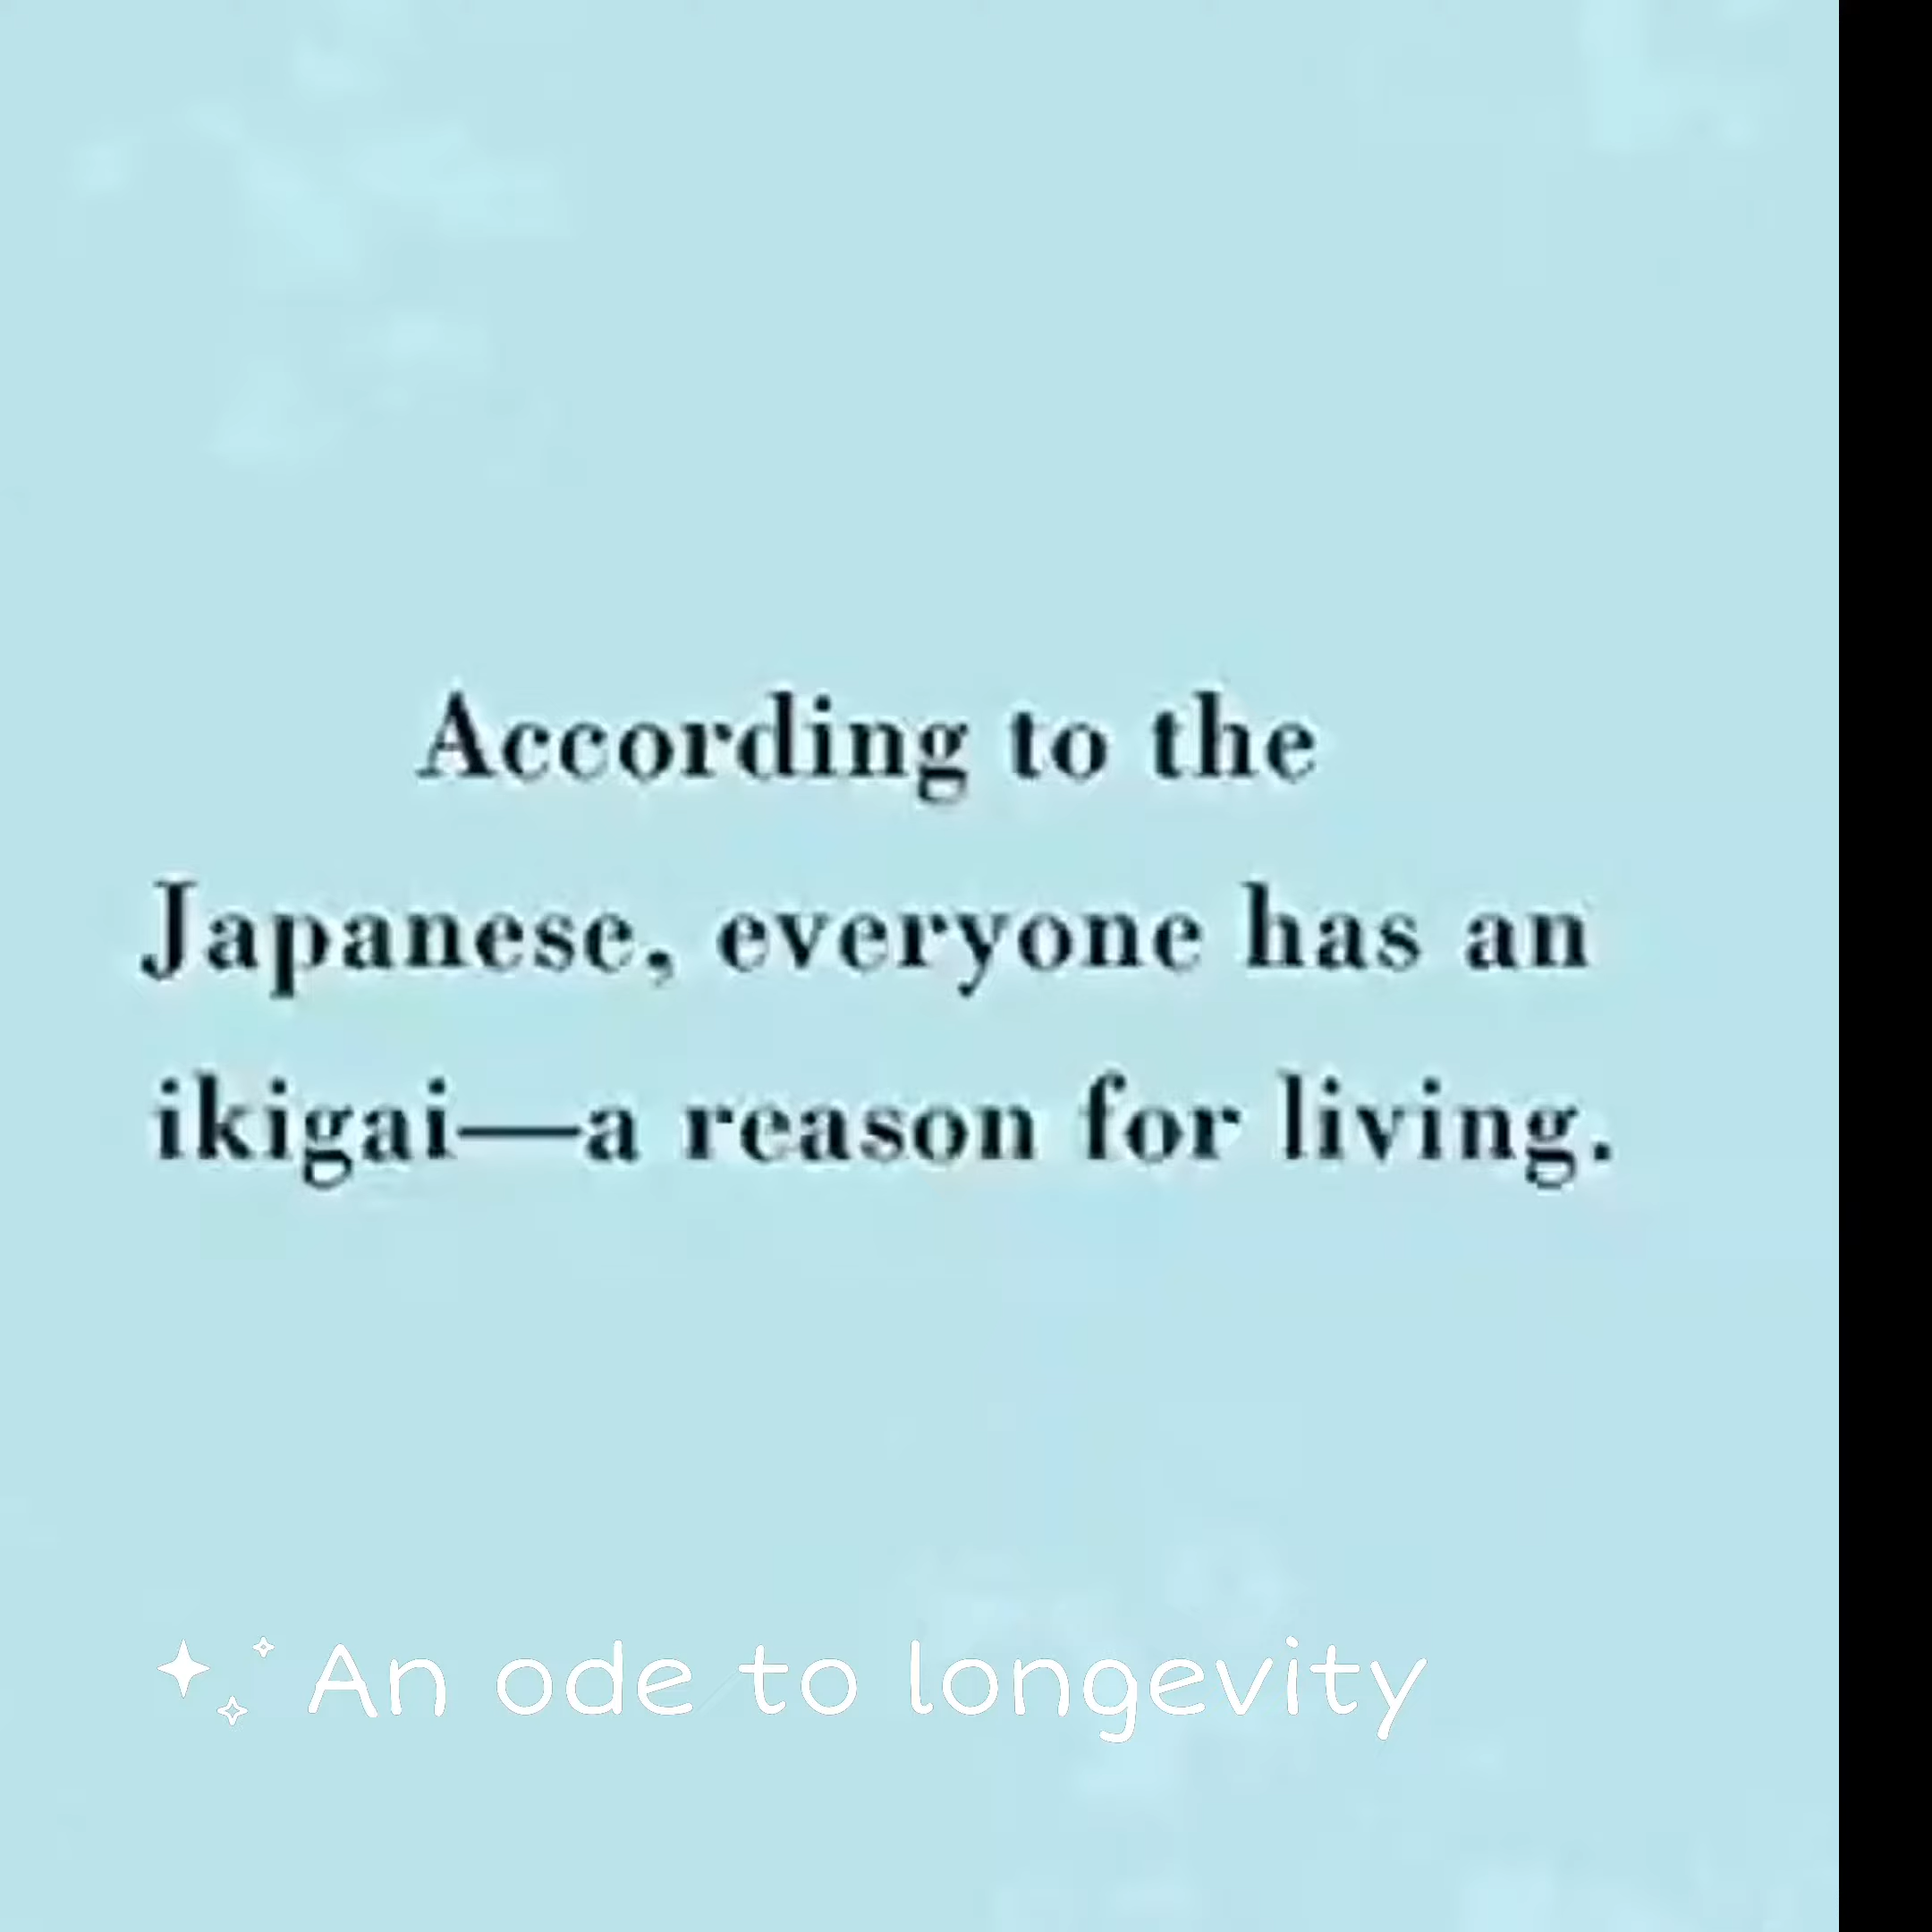 According to the
Japanese, everyone has an
ikigai—a reason for living.
An ode to longevity